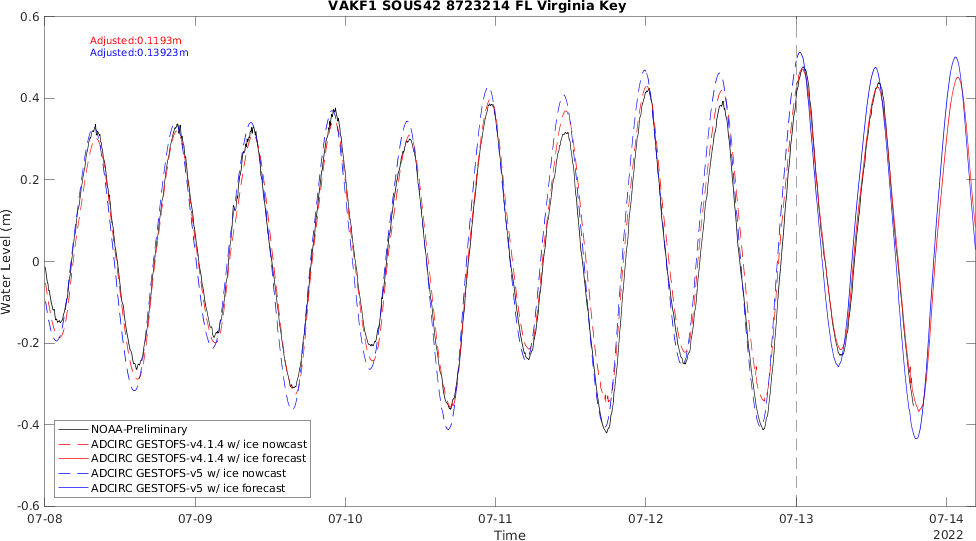 VAKF1 SOUS42 8723214 FL Virginia Key
0.6
Adjusted:0.1193m
Adjusted:0.13923m
0.4
0.2
0
-0.2
-0.4
-0.6
Water Level (m)
NOAA-Preliminary
ADCIRC GESTOFS-v4.1.4 w/ ice nowcast
ADCIRC GESTOFS-v4.1.4 w/ ice forecast
ADCIRC GESTOFS-v5 w/ ice nowcast
ADCIRC GESTOFS-v5 w/ ice forecast
07-08 07-09 07-10 07-11 07-12 07-13 07-14
Time
2022